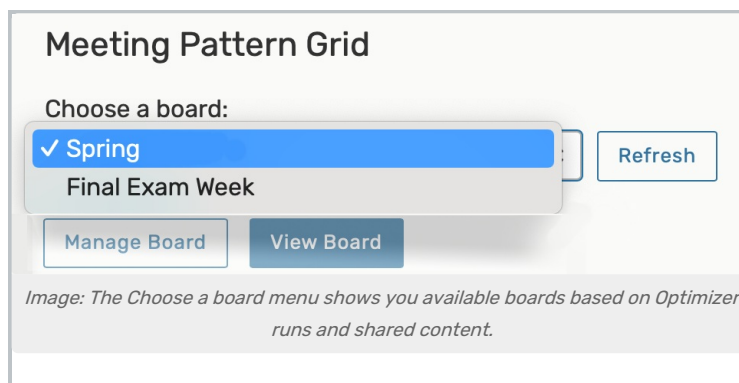 Meeting Pattern Grid
Choose a board:
✓ Spring
Refresh
Final Exam Week
Manage Board
View Board
Image: The Choose a board menu shows you available boards based on Optimizer
runs and shared content.